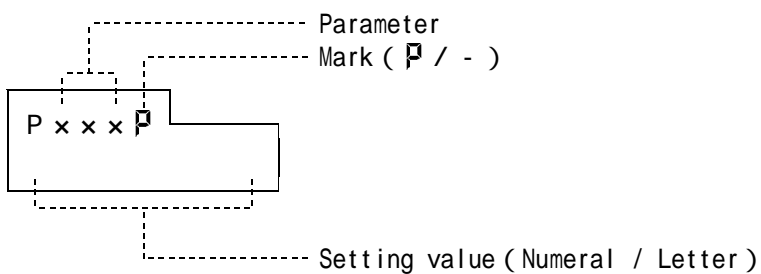 Parameter
Mark ( P / - )
P × × × P
Setting value ( Numeral / Letter )